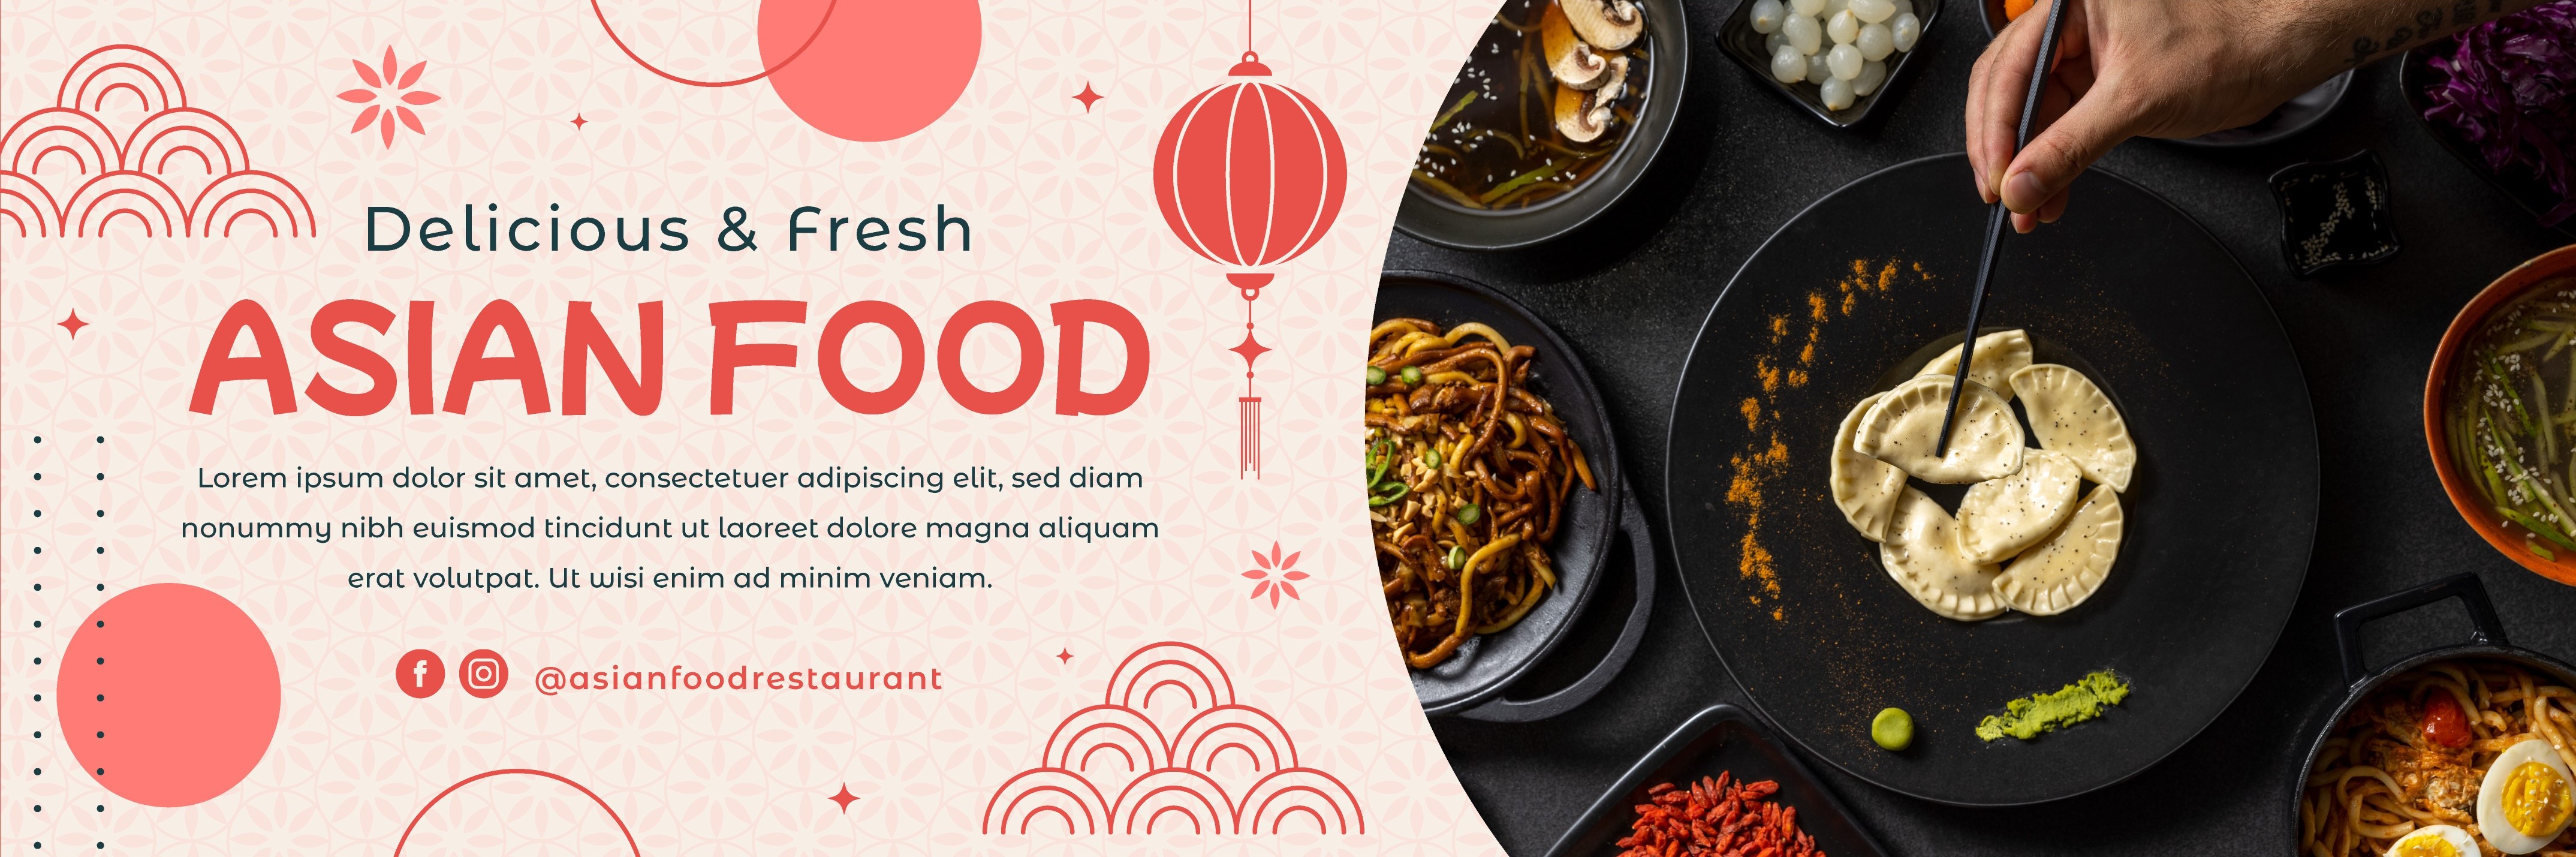 Delicious & Fresh
ASIAN FOOD
Lorem ipsum dolor sit amet, consectetuer adipiscing elit, sed diam
nonummy nibh euismod tincidunt ut laoreet dolore magna aliquam
erat volutpat. Ut wisi enim ad minim veniam.
@asianfoodrestaurant